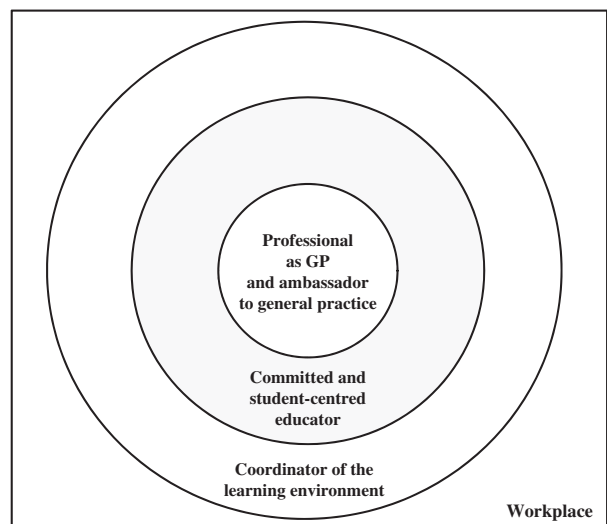 Professional
as GP
and ambassador
to general practice
Committed and
student-centred
educator
Coordinator of the
learning environment
Workplace